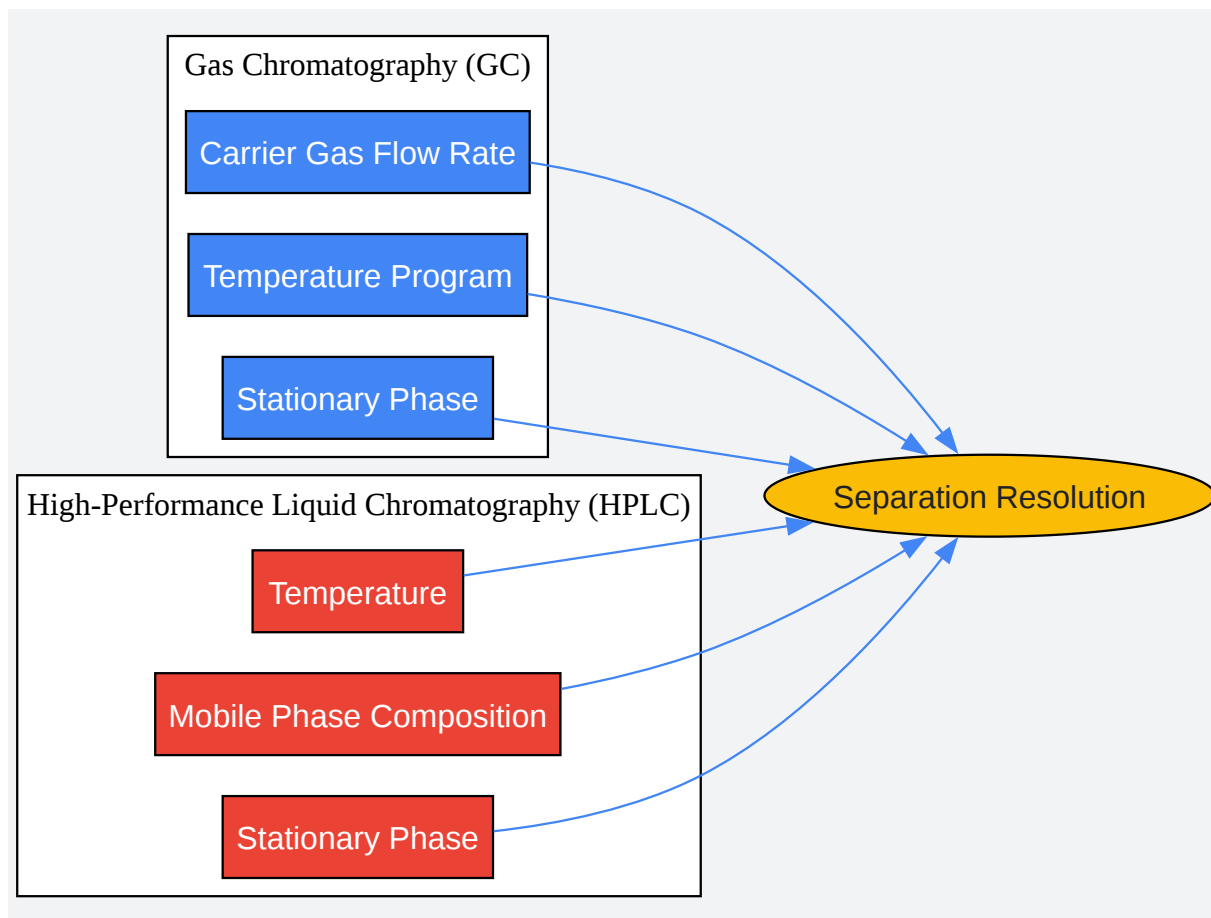 Gas Chromatography (GC)
Carrier Gas Flow Rate
Temperature Program
Stationary Phase
High-Performance Liquid Chromatography (HPLC)
Temperature
Mobile Phase Composition
Stationary Phase
Separation Resolution